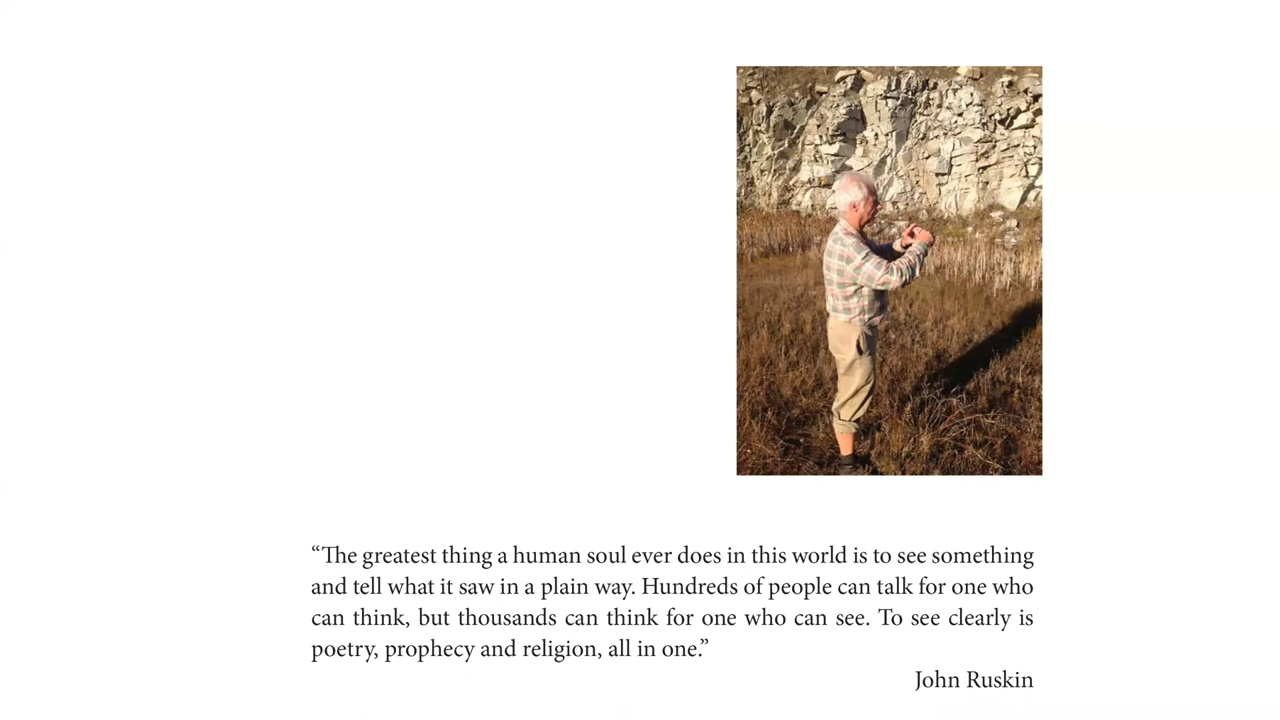 “The greatest thing a human soul ever does in this world is to see something
and tell what it saw in a plain way. Hundreds of people can talk for one who
can think, but thousands can think for one who can see. To see clearly is
poetry, prophecy and religion, all in one.”
John Ruskin